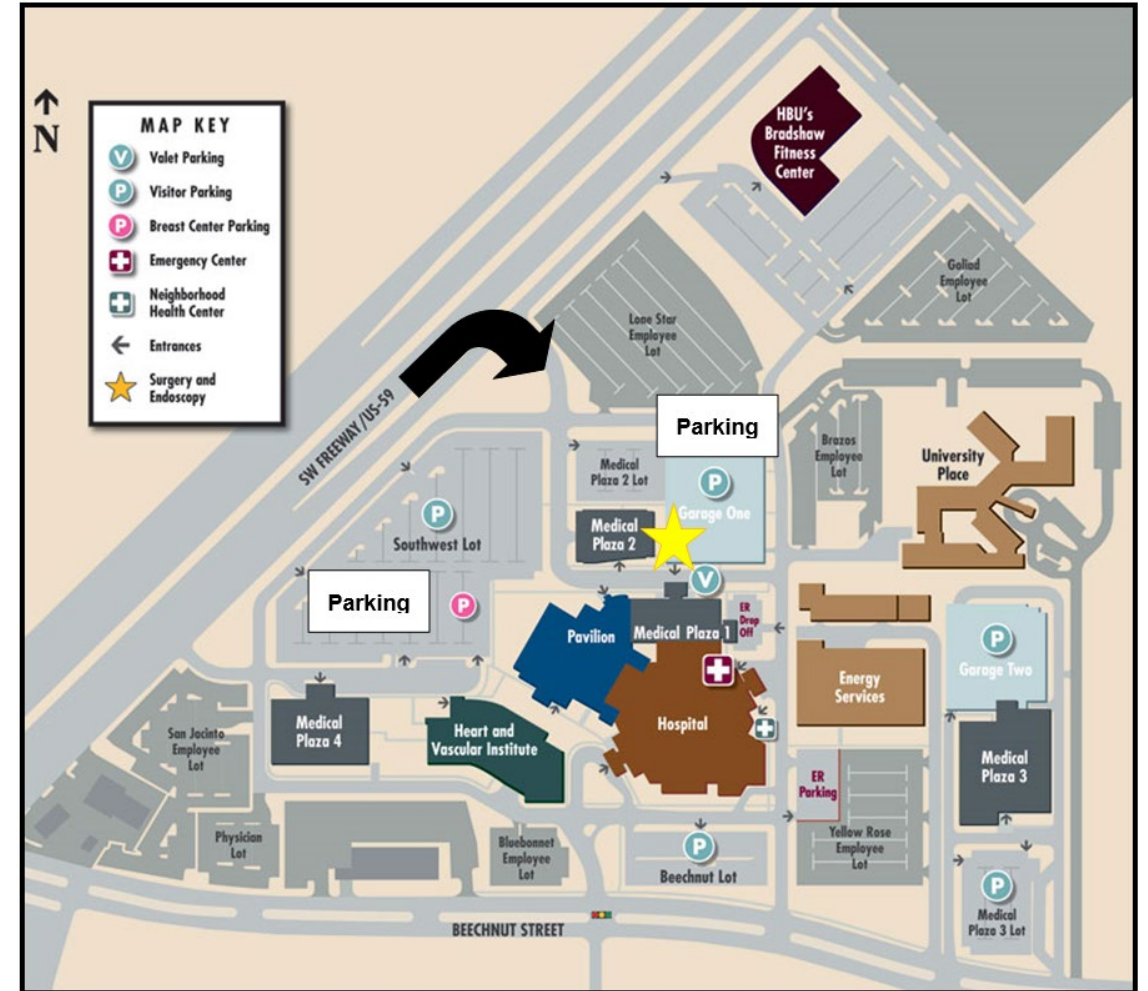 N
MAP KEY
V
Valet Parking
P
Visitor Parking
P
Breast Center Parking
Emergency Center
Neighborhood
Health Center
Entrances
Surgery and
Endoscopy
HBU's
Bradshaw
Fitness
Center
Goliad
Employee
Lot
Lone Star
Employee
Lot
SW FREEWAY/US-59
Parking
Medical
Plaza 2 Lot
P
Garage One
Brazos
Employee
Lot
University
Place
P
Southwest Lot
Medical
Plaza 2
V
Parking
P
Pavilion
Medical Plaza 1
ER
Drop
Off
P
Garage Two
Energy
Services
Hospital
Medical
Plaza 4
Heart and
Vascular Institute
San Jacinto
Employee
Lot
Medical
Plaza 3
ER
Parking
Physician
Lot
Bluebonnet
Employee
Lot
P
Beechnut Lot
Yellow Rose
Employee
Lot
P
Medical
Plaza 3 Lot
BEECHNUT STREET